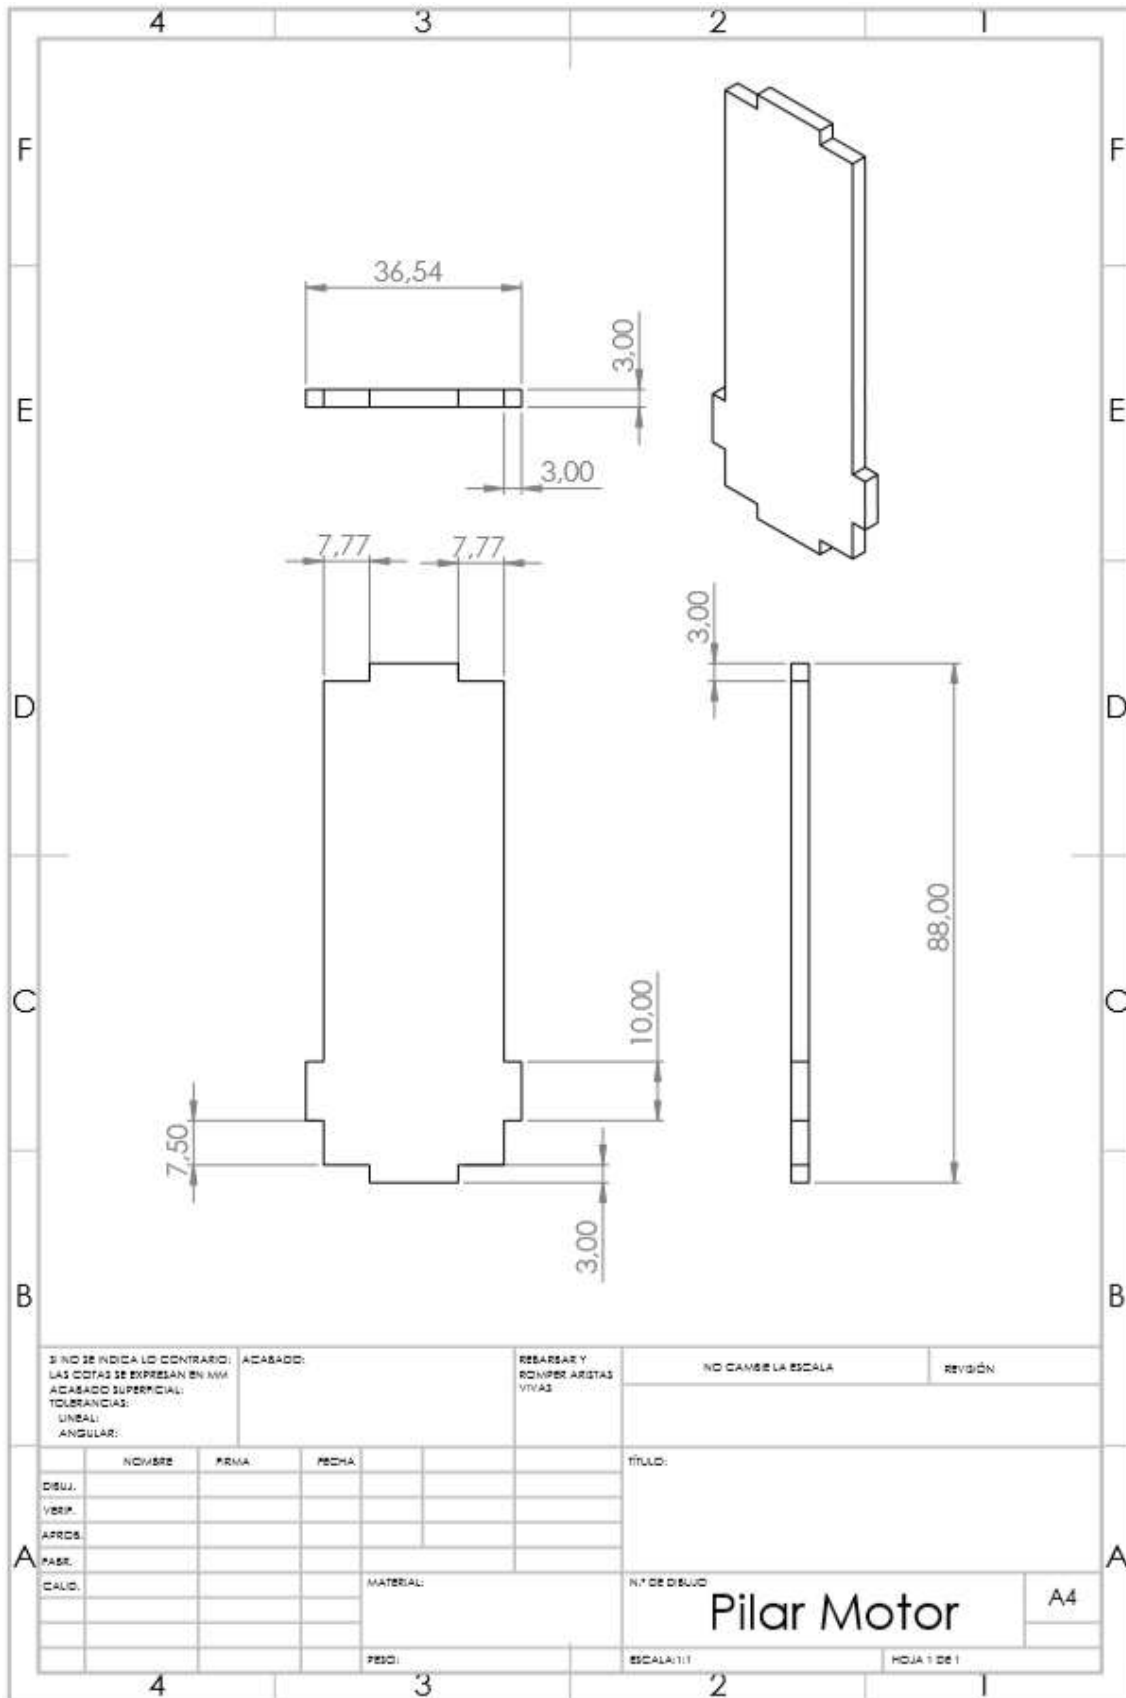 4 3 2 1
F F
36,54
3,00
E E
3,00
7,77 7,77
3,00
D D
88,00
C C
10,00
7,50
3,00
B B
SI NO SE INDICA LO CONTRARIO:
LAS COTAS SE EXPRESAN EN MM
ACABADO SUPERFICIAL:
TOLERANCIAS:
LINEAL:
ANGULAR:
ACABADO:
REBARBAR Y
ROMPER ARISTAS
VIVAS
NO CAMBIE LA ESCALA
REVISIÓN
NOMBRE FIRMA FECHA
TÍTULO:
DIBUJ.
VERIF.
APROB.
FABR.
CALID.
A A
MATERIAL:
N.º DE DIBUJO
Pilar Motor
A4
PESO:
ESCALA:1:1
HOJA 1 DE 1
4 3 2 1